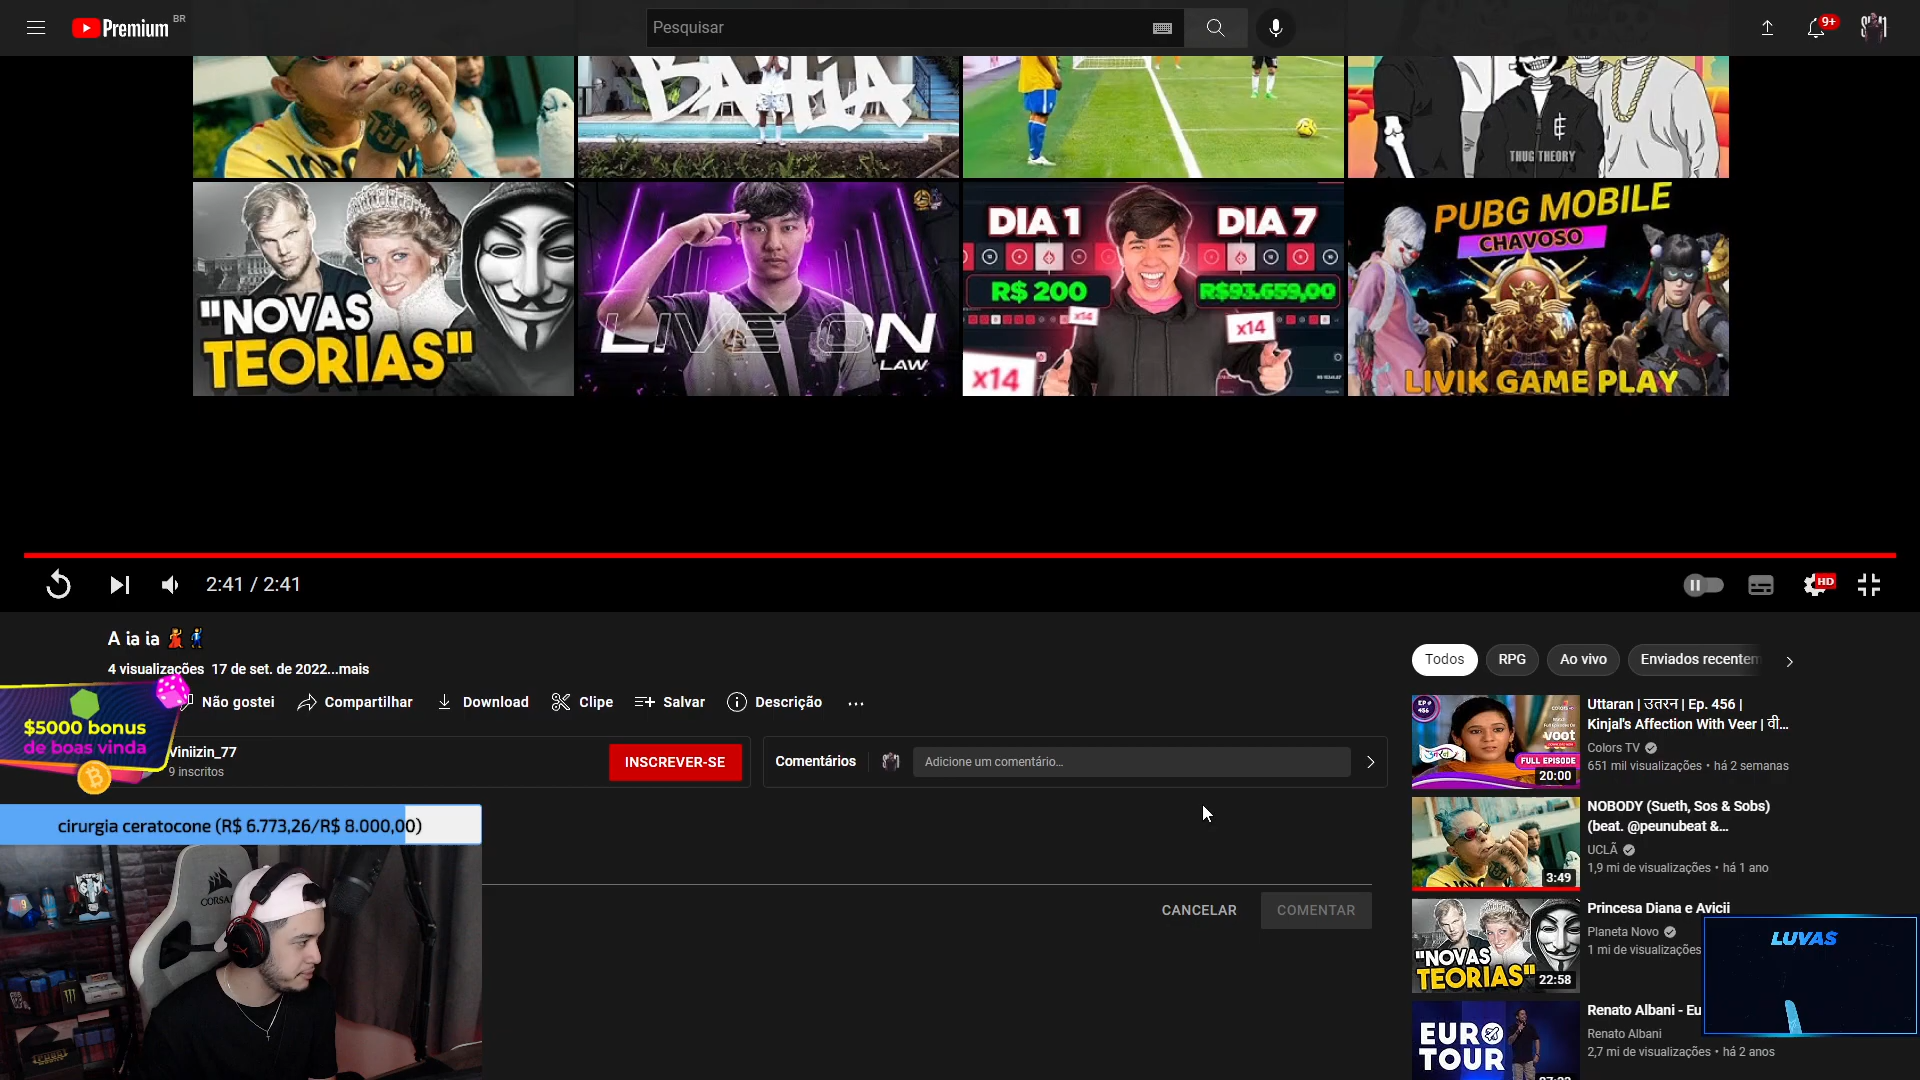 Premium BR
Pesquisar
9+
BAHIA
THUG THEORY
"NOVAS
TEORIAS"
LIVE ON
LAW
DIA 1
DIA 7
R$ 200
R$93.659,00
x14
x14
x14
PUBG MOBILE
CHAVOSO
LIVIK GAME PLAY
2:41 / 2:41
HD
A ia ia
4 visualizações 17 de set. de 2022...mais
Não gostei
Compartilhar
Download
Clipe
Salvar
Descrição
...
$5000 bonus
de boas vinda
Viniizin_77
9 inscritos
INSCREVER-SE
Comentários
Adicione um comentário...
cirurgia ceratocone (R$ 6.773,26/R$ 8.000,00)
CORSAIR
CANCELAR
COMENTAR
Todos
RPG
Ao vivo
Enviados recentem
EP # 456
voot
FULL EPISODE
20:00
Uttaran | उतरन | Ep. 456 |
Kinjal's Affection With Veer | वी...
Colors TV
651 mil visualizações • há 2 semanas
3:49
NOBODY (Sueth, Sos & Sobs)
(beat. @peunubeat &...
UCLÃ
1,9 mi de visualizações • há 1 ano
"NOVAS
TEORIAS"
22:58
Princesa Diana e Avicii
Planeta Novo
1 mi de visualizações
LUVAS
EURO
TOUR
Renato Albani - Eu
Renato Albani
2,7 mi de visualizações • há 2 anos